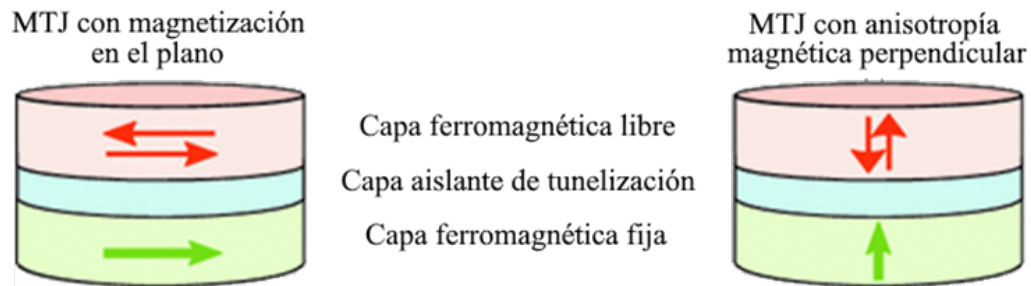 MTJ con magnetización
en el plano
MTJ con anisotropía
magnética perpendicular
Capa ferromagnética libre
Capa aislante de tunelización
Capa ferromagnética fija